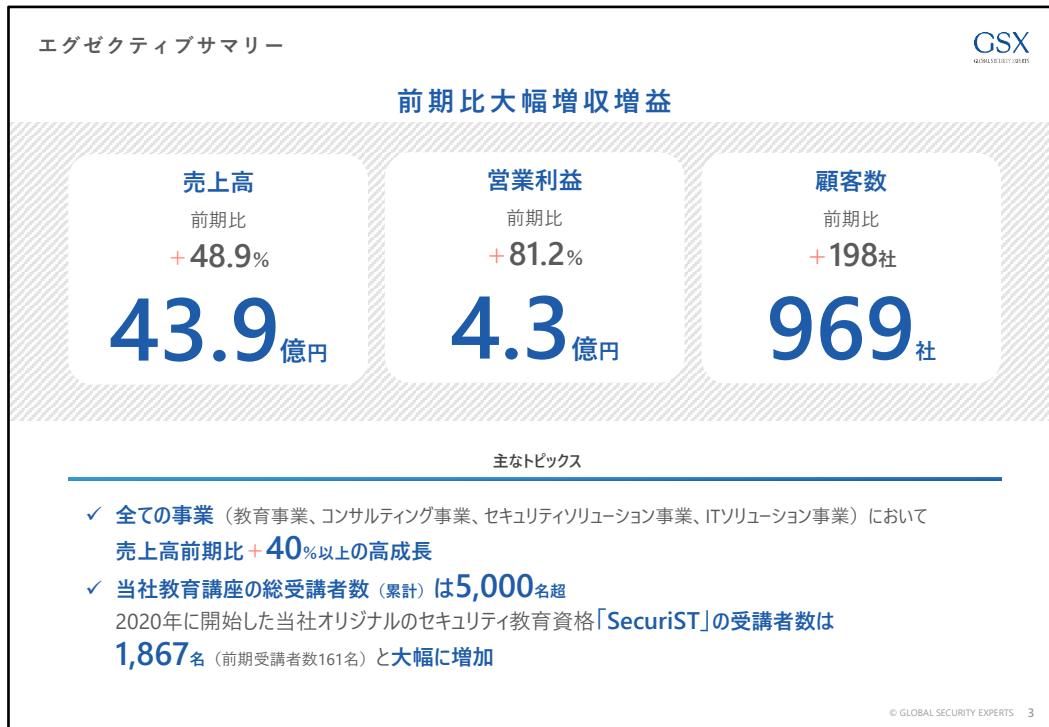 エグゼクティブサマリー
GSX
GLOBAL SECURITY EXPERTS
前期比大幅増収増益
売上高
前期比
+48.9%
43.9億円
営業利益
前期比
+81.2%
4.3億円
顧客数
前期比
+198社
969社
主なトピックス
✓ 全ての事業（教育事業、コンサルティング事業、セキュリティソリューション事業、ITソリューション事業）において
売上高前期比+40%以上の高成長
✓ 当社教育講座の総受講者数（累計）は5,000名超
2020年に開始した当社オリジナルのセキュリティ教育資格「SecuriST」の受講者数は
1,867名（前期受講者数161名）と大幅に増加
© GLOBAL SECURITY EXPERTS 3